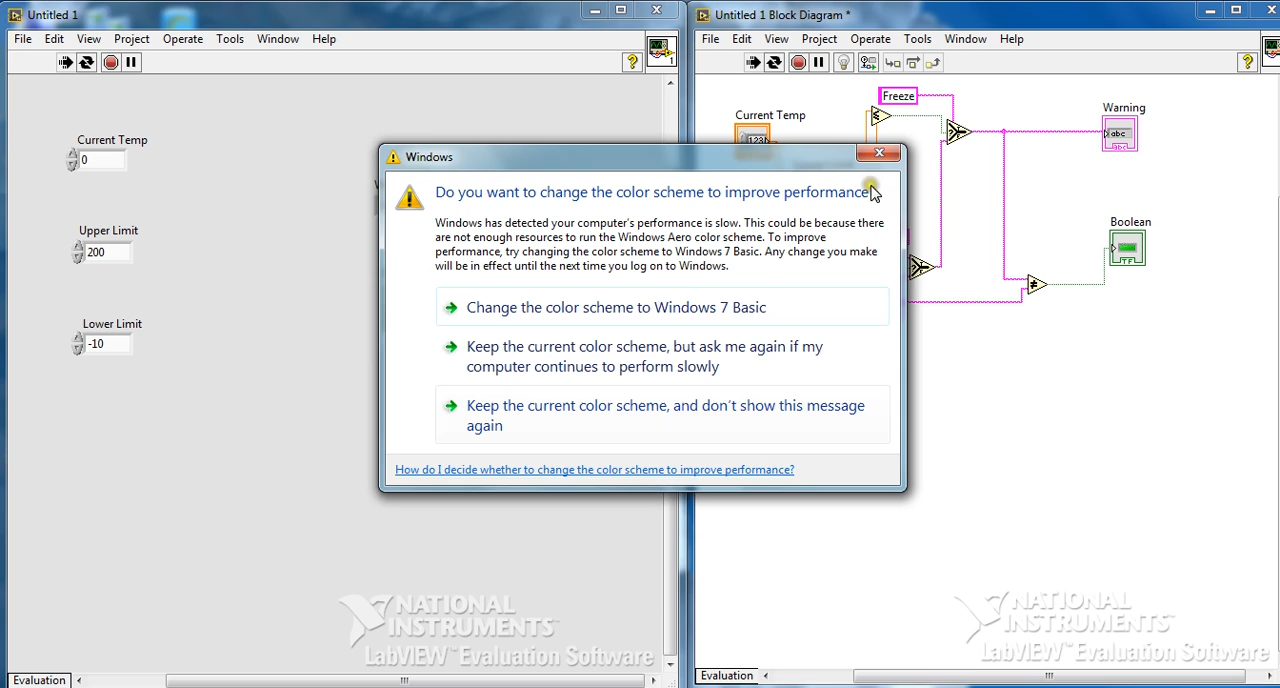 Untitled 1
File Edit View Project Operate Tools Window Help
?
1
Current Temp
0
Upper Limit
200
Lower Limit
-10
NATIONAL
INSTRUMENTS
LabVIEW™ Evaluation Software
Evaluation
Untitled 1 Block Diagram *
File Edit View Project Operate Tools Window Help
?
Freeze
Current Temp
123
Warning
abc
abc
Boolean
TF
NATIONAL
INSTRUMENTS
LabVIEW™ Evaluation Software
Evaluation
Windows
Do you want to change the color scheme to improve performance
Windows has detected your computer's performance is slow. This could be because there
are not enough resources to run the Windows Aero color scheme. To improve
performance, try changing the color scheme to Windows 7 Basic. Any change you make
will be in effect until the next time you log on to Windows.
Change the color scheme to Windows 7 Basic
Keep the current color scheme, but ask me again if my
computer continues to perform slowly
Keep the current color scheme, and don't show this message
again
How do I decide whether to change the color scheme to improve performance?